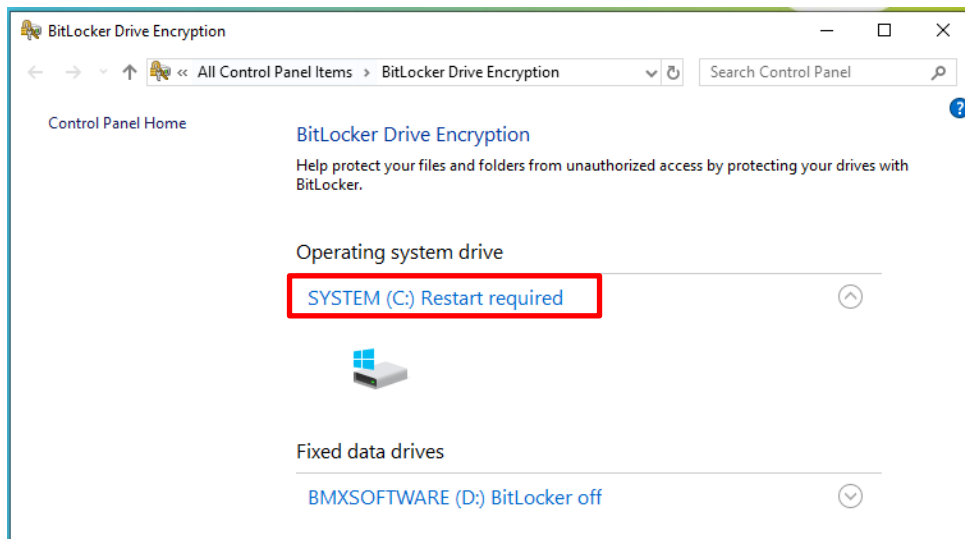 BitLocker Drive Encryption
« All Control Panel Items › BitLocker Drive Encryption
Search Control Panel
?
Control Panel Home
BitLocker Drive Encryption
Help protect your files and folders from unauthorized access by protecting your drives with
BitLocker.
Operating system drive
SYSTEM (C:) Restart required
Fixed data drives
BMXSOFTWARE (D:) BitLocker off